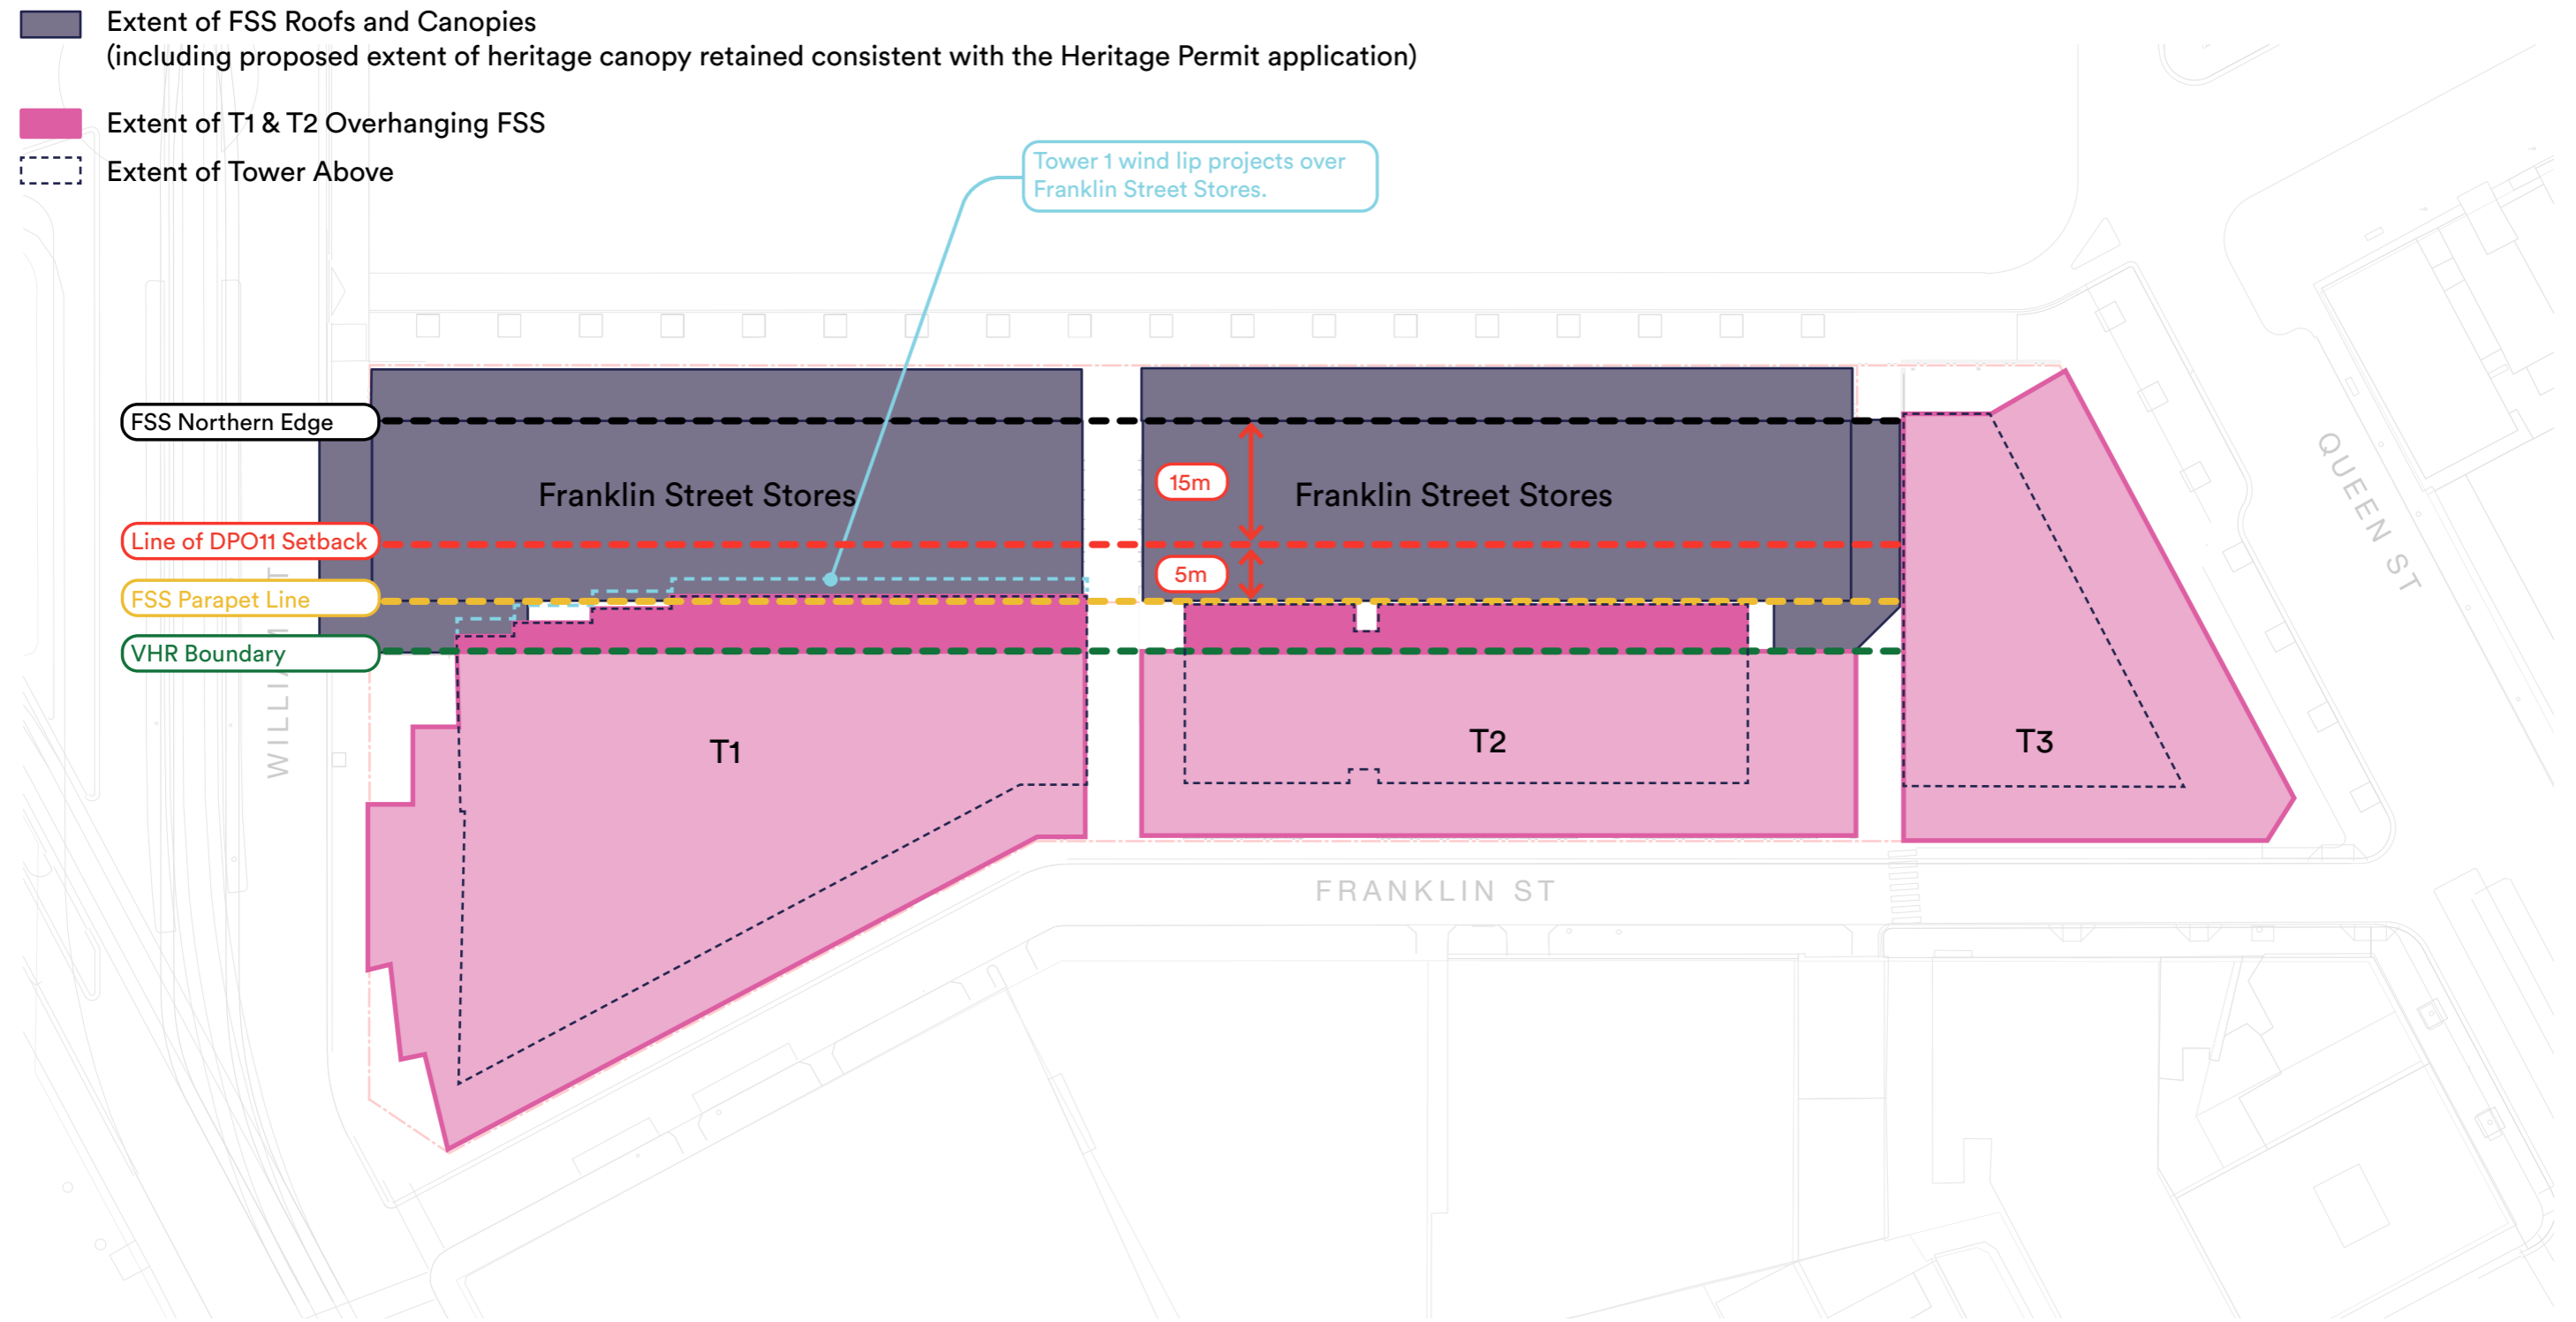 Extent of FSS Roofs and Canopies
(including proposed extent of heritage canopy retained consistent with the Heritage Permit application)
Extent of T1 & T2 Overhanging FSS
Extent of Tower Above
Tower 1 wind lip projects over
Franklin Street Stores.
FSS Northern Edge
Franklin Street Stores
15m
Franklin Street Stores
Line of DPO11 Setback
5m
FSS Parapet Line
VHR Boundary
WILLIAM ST
QUEEN ST
T1
T2
T3
FRANKLIN ST